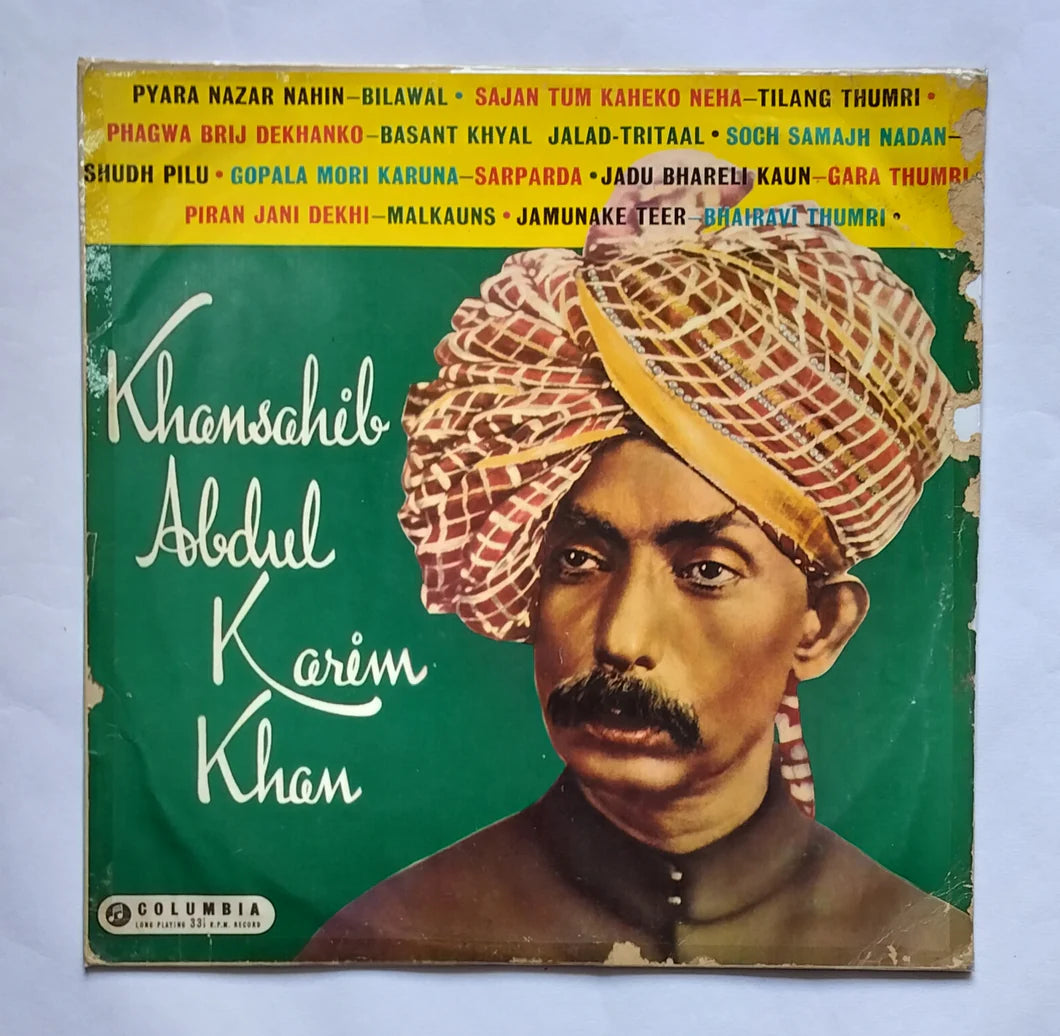 PYARA NAZAR NAHIN–BILAWAL • SAJAN TUM KAHEKO NEHA–TILANG THUMRI •
PHAGWA BRIJ DEKHANKO–BASANT KHYAL JALAD-TRITAAL • SOCH SAMAJH NADAN–
SHUDH PILU • GOPALA MORI KARUNA–SARPARDA • JADU BHARELI KAUN–GARA THUMRI •
PIRAN JANI DEKHI–MALKAUNS • JAMUNAKE TEER–BHAIRAVI THUMRI •
Khansahib
Abdul
Karim
Khan
COLUMBIA
LONG PLAYING 33⅓ R.P.M. RECORD